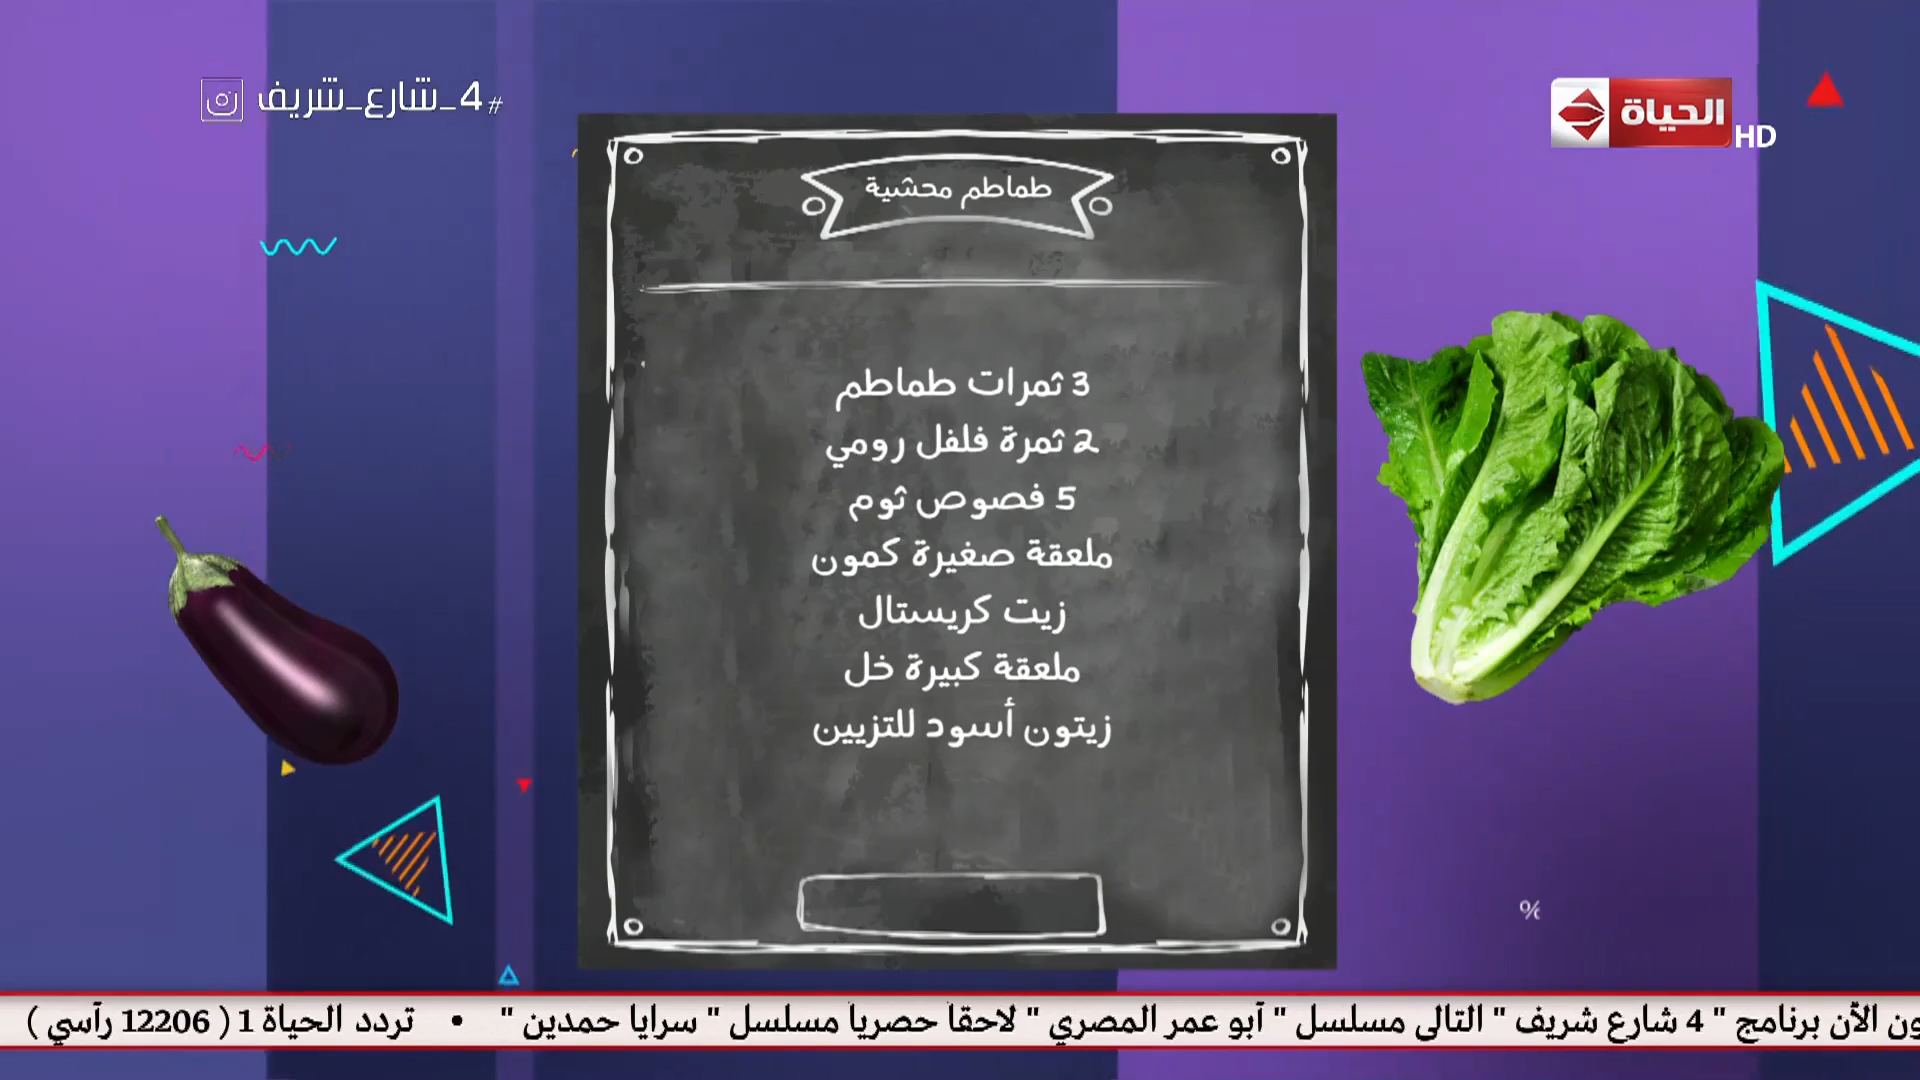 #4_شارع_شريف
الحياة
HD
طماطم محشية
3 ثمرات طماطم
2 ثمرة فلفل رومي
5 فصوص ثوم
ملعقة صغيرة كمون
زيت كريستال
ملعقة كبيرة خل
زيتون أسود للتزيين
%
الآن برنامج " 4 شارع شريف " التالى مسلسل " آبو عمر المصري " لاحقاً حصرياً مسلسل " سرايا حمدين " • تردد الحياة 1 ( 12206 رآسي )